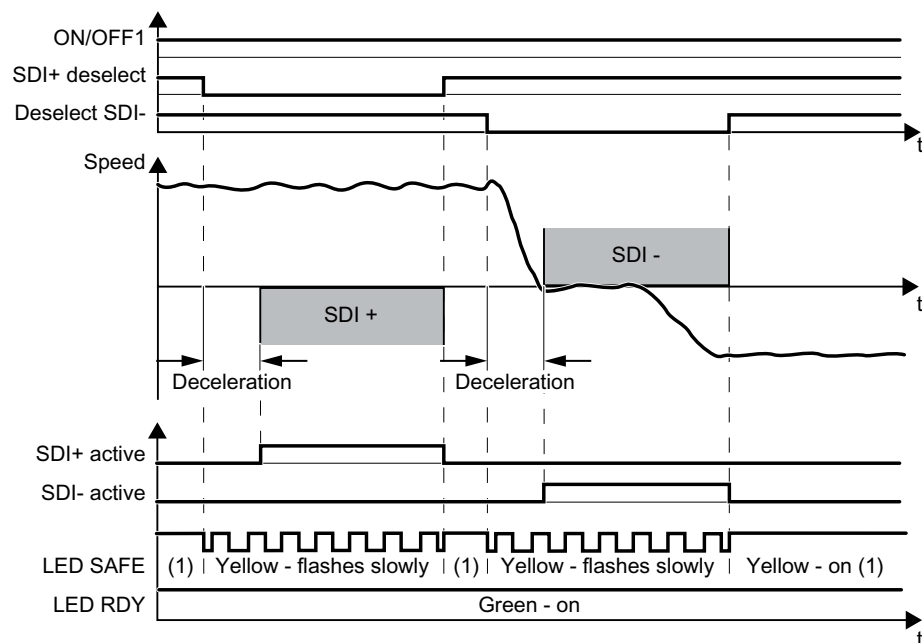 ON/OFF1
SDI+ deselect
Deselect SDI-
t
Speed
SDI -
t
SDI +
Deceleration
Deceleration
SDI+ active
SDI- active
LED SAFE
(1)
Yellow - flashes slowly
(1)
Yellow - flashes slowly
Yellow - on (1)
LED RDY
Green - on
t